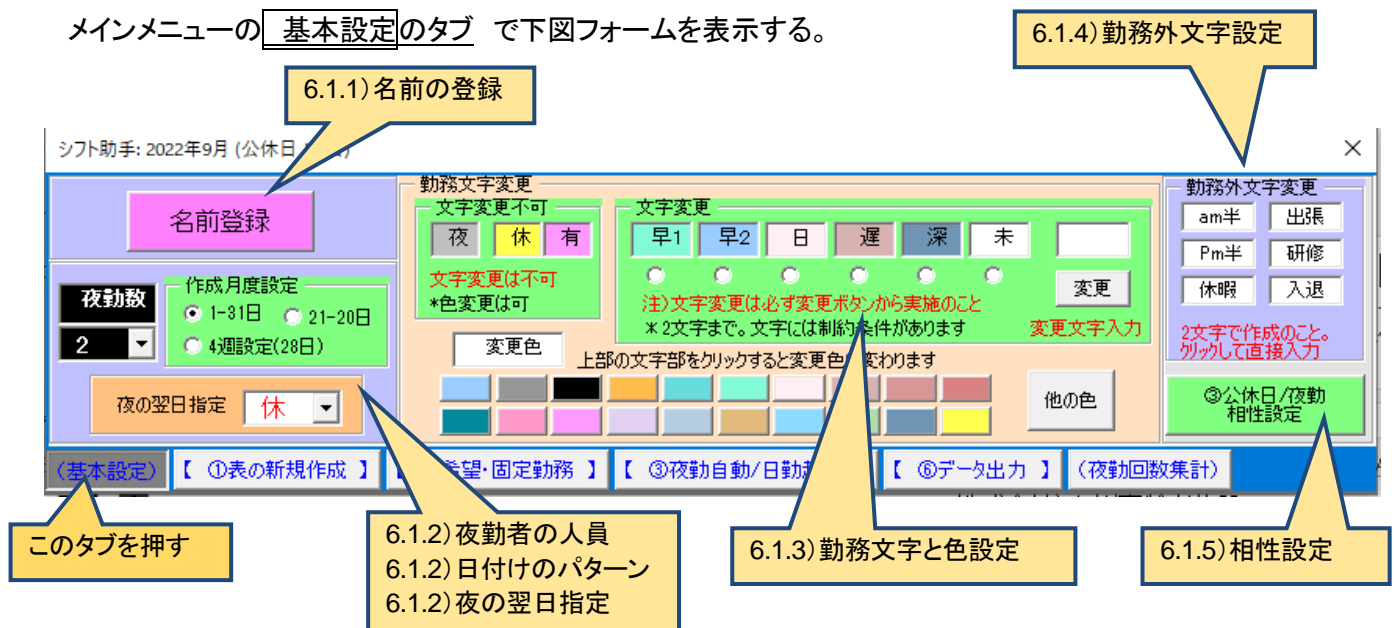 メインメニューの 基本設定のタブ で下図フォームを表示する。
6.1.4)勤務外文字設定
6.1.1)名前の登録
シフト助手: 2022年9月 (公休日
名前登録
夜勤数
2
作成月度設定
1-31日 21-20日
4週設定(28日)
夜の翌日指定 休
勤務文字変更
文字変更不可
夜 休 有
文字変更は不可
*色変更は可
文字変更
早1 早2 日 遅 深 未
変更
注)文字変更は必ず変更ボタンから実施のこと
*2文字まで。文字には制約条件があります
変更文字入力
変更色
上部の文字部をクリックすると変更色 変わります
他の色
勤務外文字変更
am半 出張
Pm半 研修
休暇 入退
2文字で作成のこと。
クリックして直接入力
③公休日/夜勤
相性設定
(基本設定) 【 ①表の新規作成 】 希望・固定勤務 】 【 ③夜勤自動/日勤 【 ⑥データ出力 】 (夜勤回数集計)
このタブを押す
6.1.2)夜勤者の人員
6.1.2)日付けのパターン
6.1.2)夜の翌日指定
6.1.3)勤務文字と色設定
6.1.5)相性設定